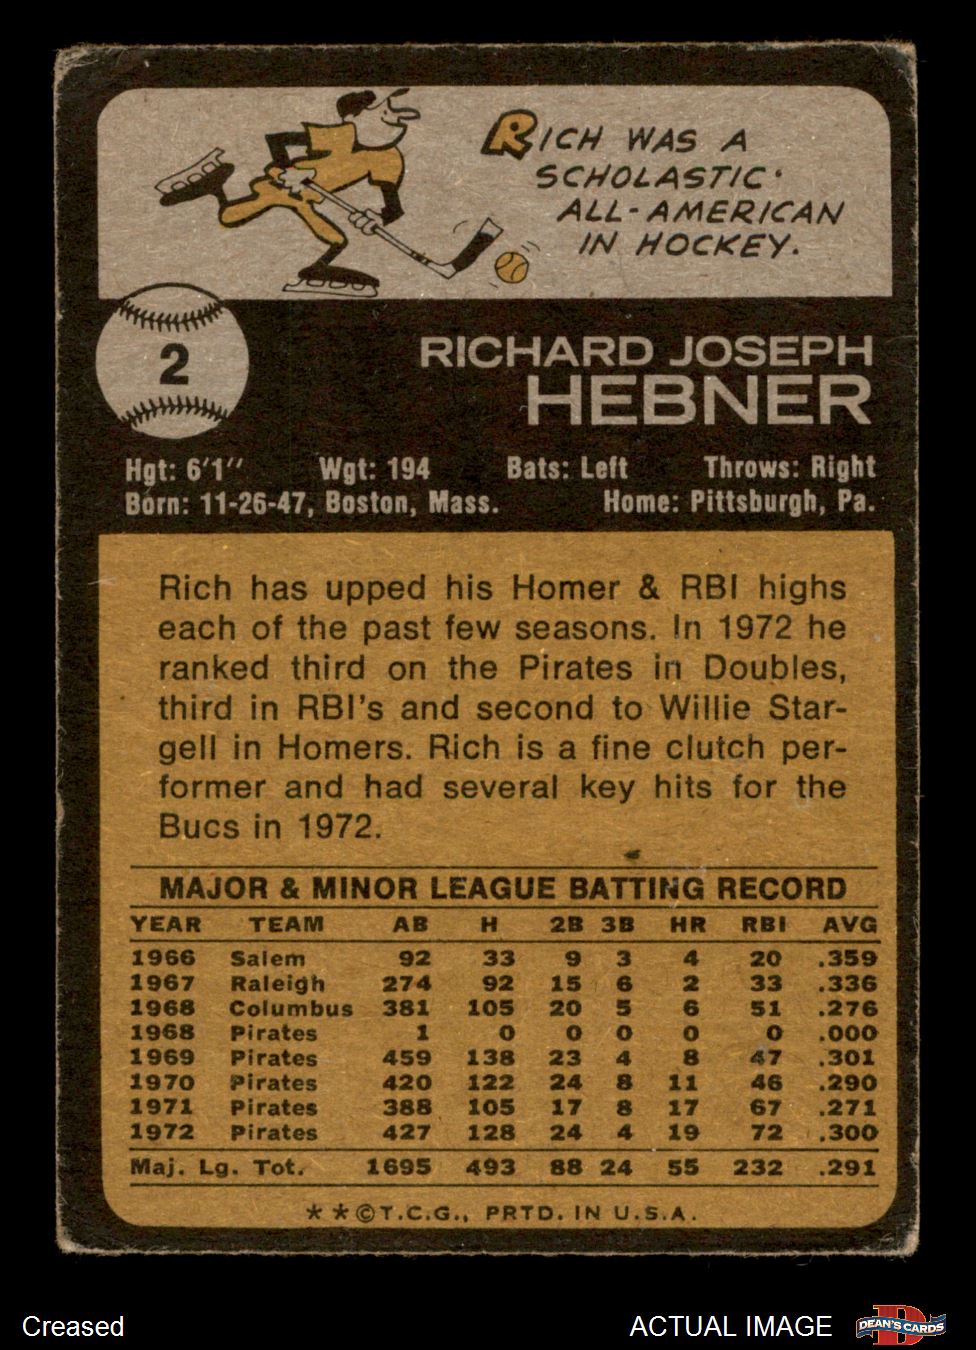 RICH WAS A
SCHOLASTIC
ALL-AMERICAN
IN HOCKEY.
2
RICHARD JOSEPH
HEBNER
Hgt: 6'1" Wgt: 194 Bats: Left Throws: Right
Born: 11-26-47, Boston, Mass. Home: Pittsburgh, Pa.
Rich has upped his Homer & RBI highs
each of the past few seasons. In 1972 he
ranked third on the Pirates in Doubles,
third in RBI's and second to Willie Star-
gell in Homers. Rich is a fine clutch per-
former and had several key hits for the
Bucs in 1972.
MAJOR & MINOR LEAGUE BATTING RECORD
YEAR TEAM AB H 2B 3B HR RBI AVG
1966 Salem 92 33 9 3 4 20 .359
1967 Raleigh 274 92 15 6 2 33 .336
1968 Columbus 381 105 20 5 6 51 .276
1968 Pirates 1 0 0 0 0 0 .000
1969 Pirates 459 138 23 4 8 47 .301
1970 Pirates 420 122 24 8 11 46 .290
1971 Pirates 388 105 17 8 17 67 .271
1972 Pirates 427 128 24 4 19 72 .300
Maj. Lg. Tot. 1695 493 88 24 55 232 .291
**©T.C.G., PRTD. IN U.S.A.
Creased
ACTUAL IMAGE
D
DEAN'S CARDS